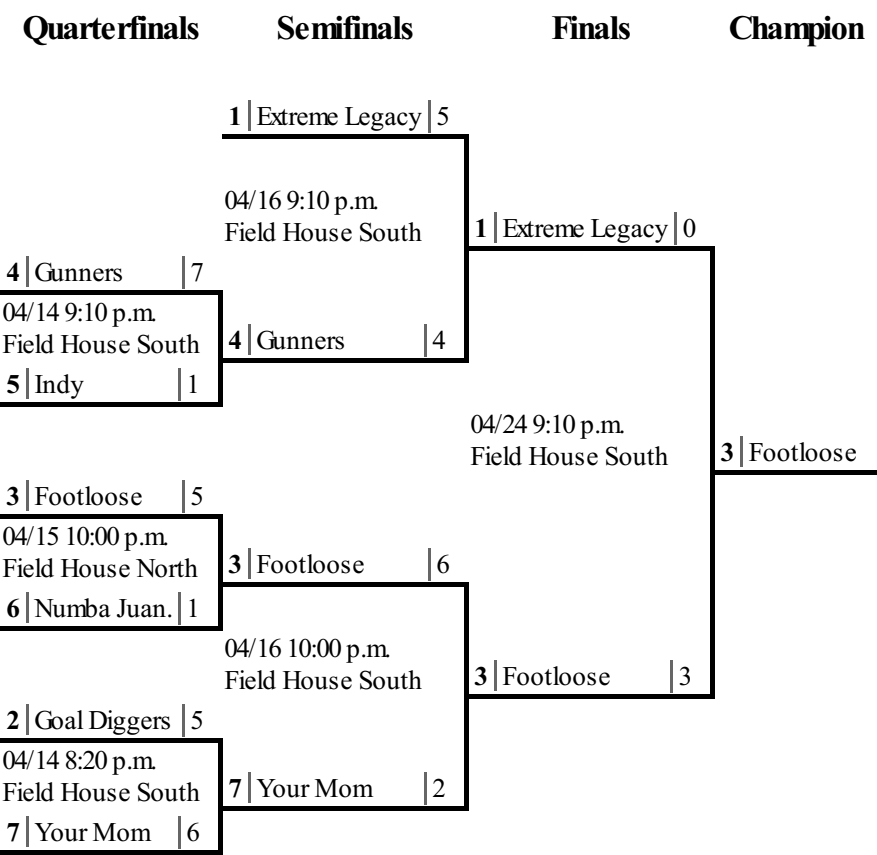 Quarterfinals Semifinals Finals Champion
1 Extreme Legacy 5
04/16 9:10 p.m.
Field House South
1 Extreme Legacy 0
4 Gunners 7
04/14 9:10 p.m.
Field House South
4 Gunners 4
5 Indy 1
04/24 9:10 p.m.
Field House South
3 Footloose
3 Footloose 5
04/15 10:00 p.m.
Field House North
3 Footloose 6
6 Numba Juan. 1
04/16 10:00 p.m.
Field House South
3 Footloose 3
2 Goal Diggers 5
04/14 8:20 p.m.
Field House South
7 Your Mom 2
7 Your Mom 6